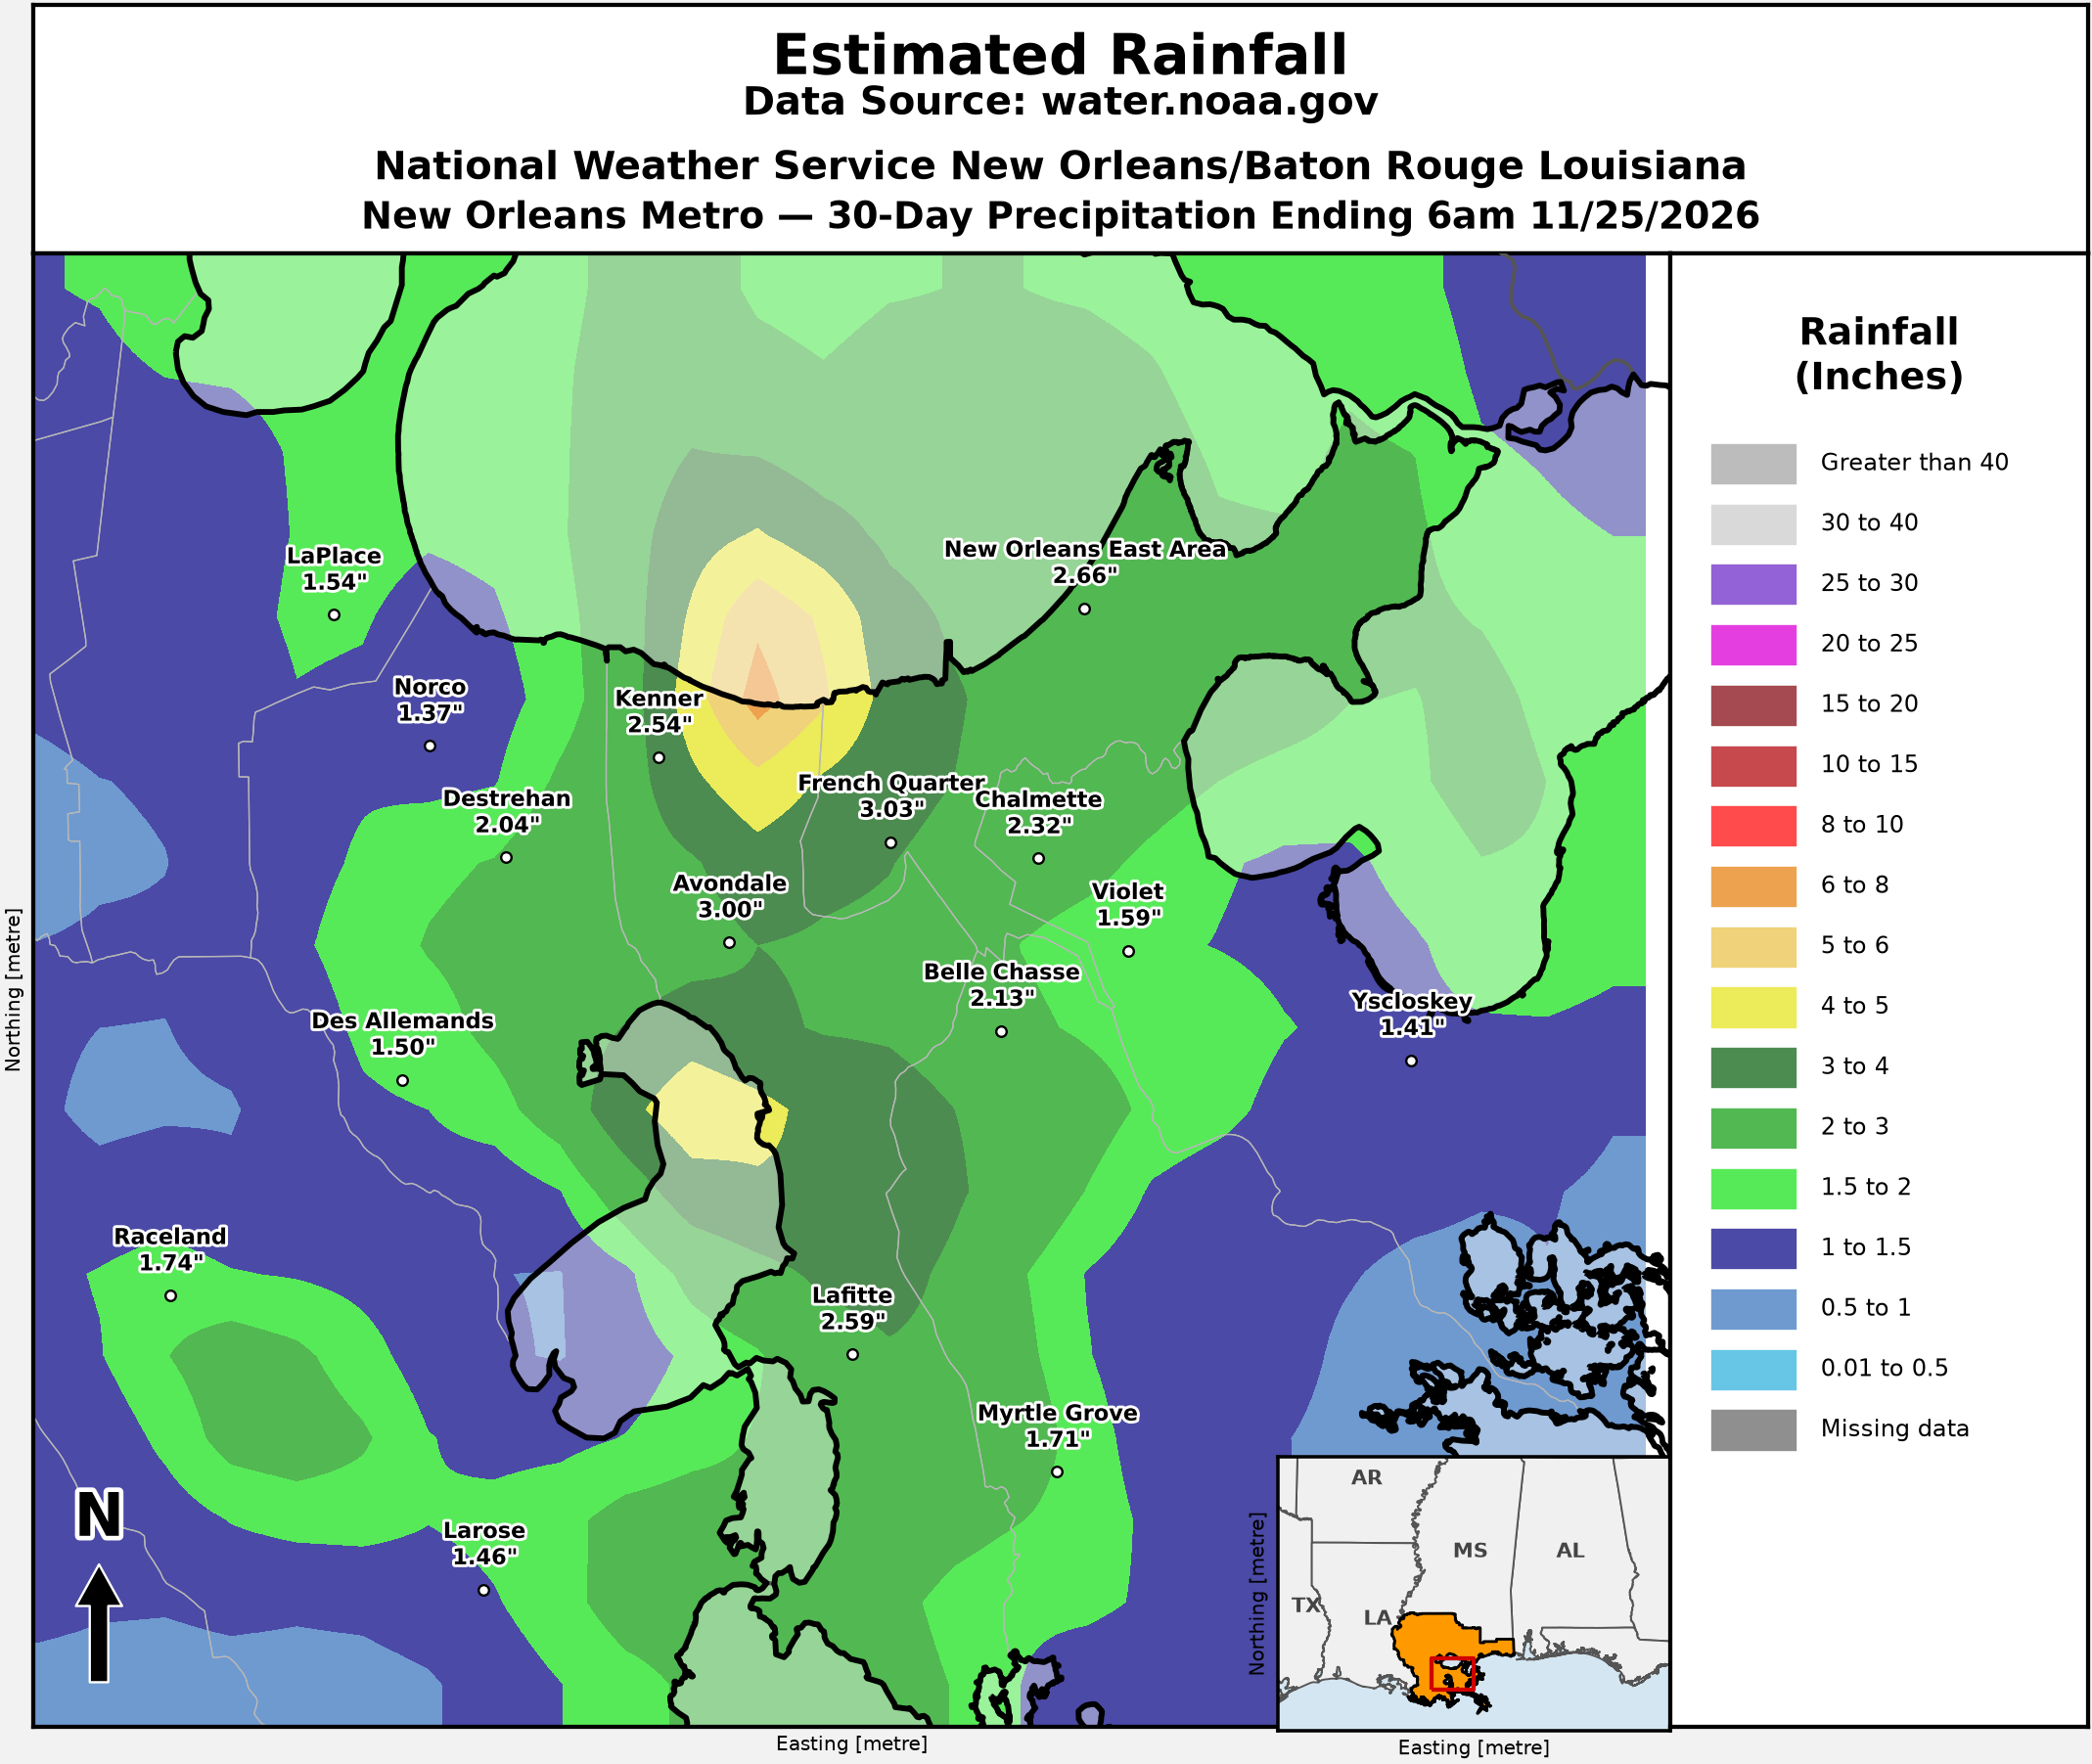 Estimated Rainfall
Data Source: water.noaa.gov
National Weather Service New Orleans/Baton Rouge Louisiana
New Orleans Metro — 30-Day Precipitation Ending 6am 11/25/2026
Rainfall
(Inches)
Greater than 40
30 to 40
25 to 30
20 to 25
15 to 20
10 to 15
8 to 10
6 to 8
5 to 6
4 to 5
3 to 4
2 to 3
1.5 to 2
1 to 1.5
0.5 to 1
0.01 to 0.5
Missing data
LaPlace
1.54"
New Orleans East Area
2.66"
Norco
1.37"
Kenner
2.54"
Destrehan
2.04"
French Quarter
3.03"
Chalmette
2.32"
Avondale
3.00"
Violet
1.59"
Belle Chasse
2.13"
Yscloskey
1.41"
Des Allemands
1.50"
Raceland
1.74"
Lafitte
2.59"
Myrtle Grove
1.71"
Larose
1.46"
N
Northing [metre]
Easting [metre]
AR
MS
AL
TX
LA
Northing [metre]
Easting [metre]